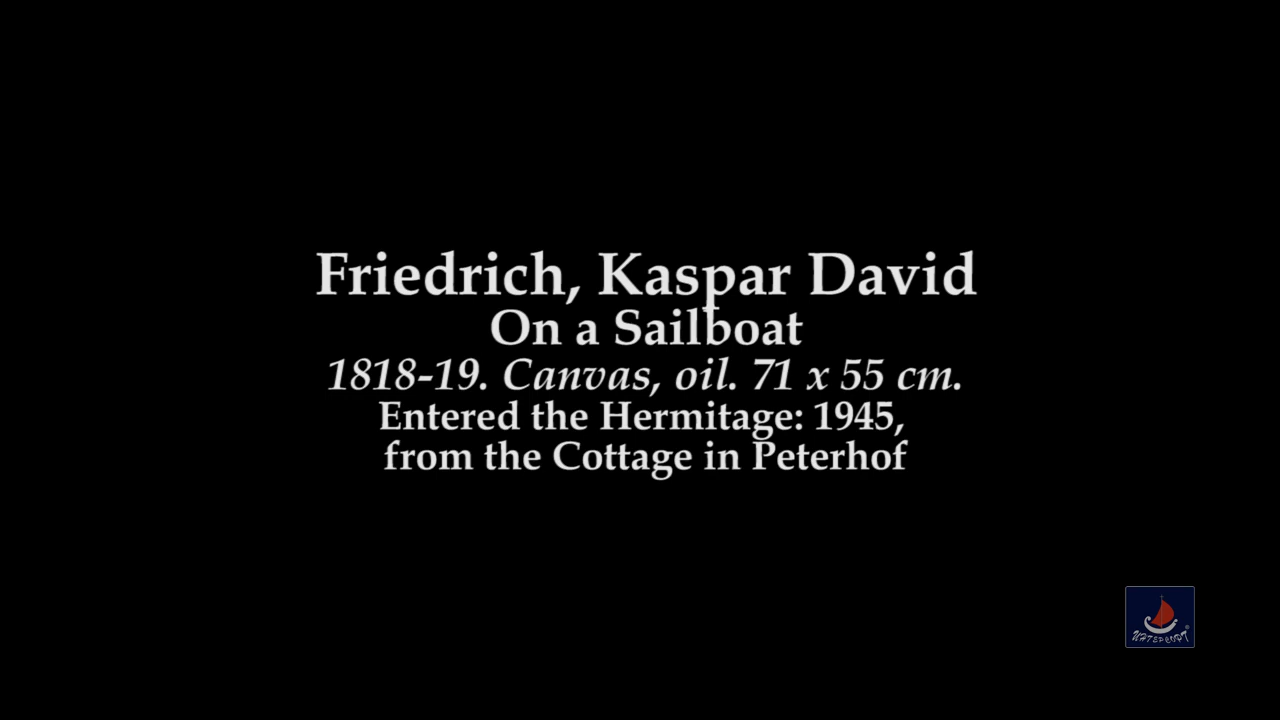 Friedrich, Kaspar David
On a Sailboat
1818-19. Canvas, oil. 71 x 55 cm.
Entered the Hermitage: 1945,
from the Cottage in Peterhof